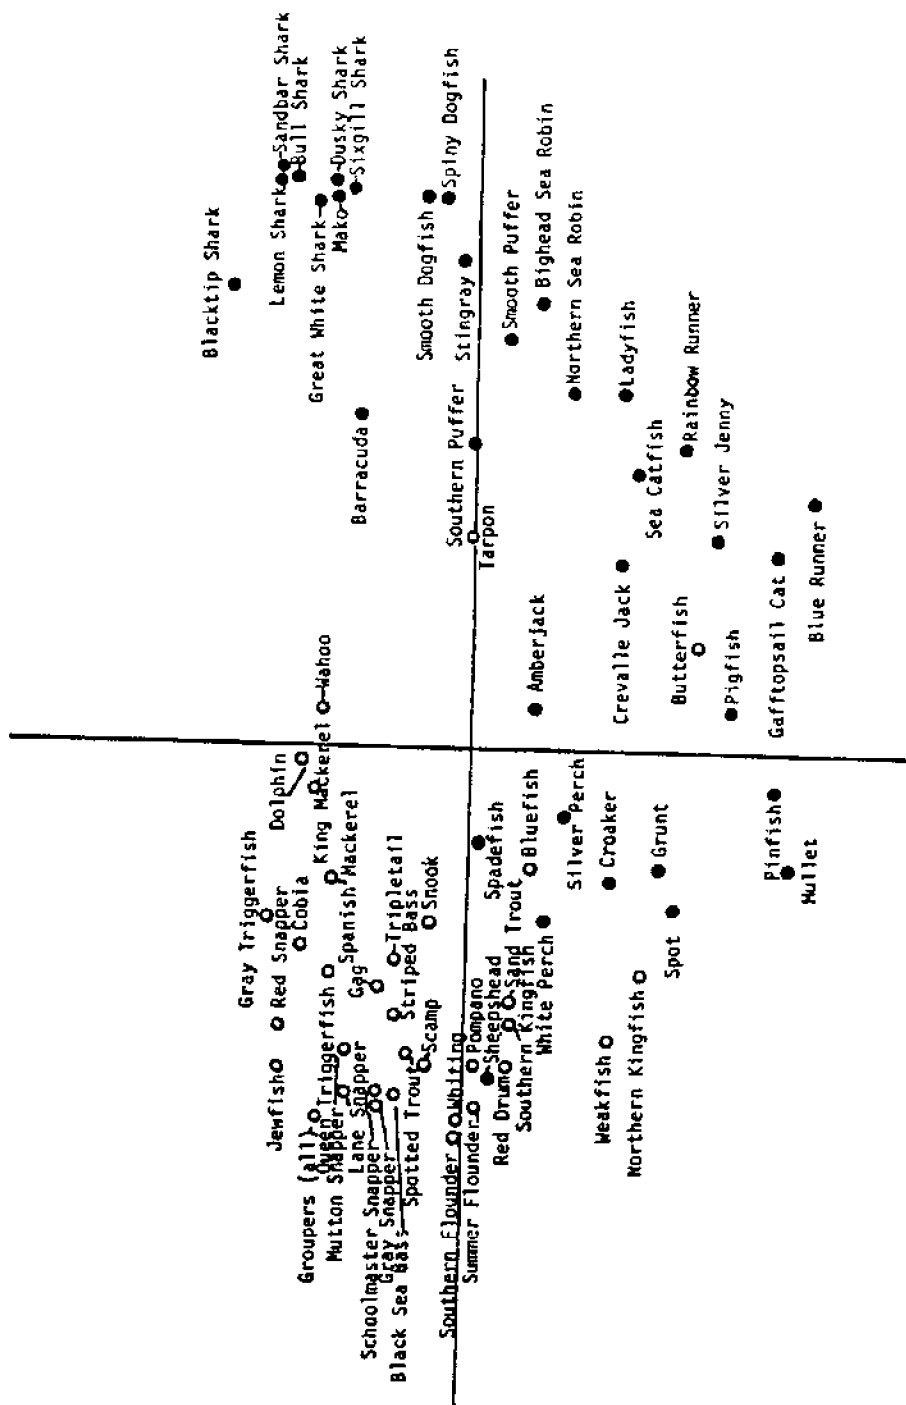 Blacktip Shark
Lemon Shark
Sandbar Shark
Bull Shark
Great White Shark
Mako
Dusky Shark
Sixgill Shark
Smooth Dogfish
Spiny Dogfish
Stingray
Smooth Puffer
Bighead Sea Robin
Northern Sea Robin
Ladyfish
Barracuda
Southern Puffer
Tarpon
Sea Catfish
Rainbow Runner
Silver Jenny
Amberjack
Crevalle Jack
Butterfish
Pigfish
Gafftopsail Cat
Blue Runner
Dolphin
King Mackerel
Wahoo
Gray Triggerfish
Red Snapper
Cobia
Spanish Mackerel
Gag
Tripletail
Striped Bass
Snook
Scamp
Jewfish
Groupers (all)
Queen Triggerfish
Mutton Snapper
Lane Snapper
Schoolmaster Snapper
Gray Snapper
Black Sea Bass
Spotted Trout
Southern Flounder
Whiting
Summer Flounder
Pompano
Sheepshead
Red Drum
Sand Trout
Southern Kingfish
White Perch
Spadefish
Bluefish
Silver Perch
Croaker
Grunt
Spot
Weakfish
Northern Kingfish
Pinfish
Mullet